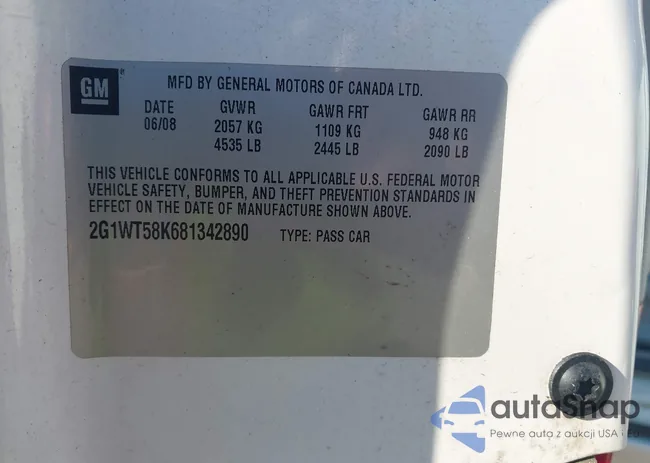 GM
MFD BY GENERAL MOTORS OF CANADA LTD.
DATE GVWR GAWR FRT GAWR RR
06/08 2057 KG 1109 KG 948 KG
4535 LB 2445 LB 2090 LB
THIS VEHICLE CONFORMS TO ALL APPLICABLE U.S. FEDERAL MOTOR
VEHICLE SAFETY, BUMPER, AND THEFT PREVENTION STANDARDS IN
EFFECT ON THE DATE OF MANUFACTURE SHOWN ABOVE.
2G1WT58K681342890 TYPE: PASS CAR
autoSnap
Pewne auta z aukcji USA - EU